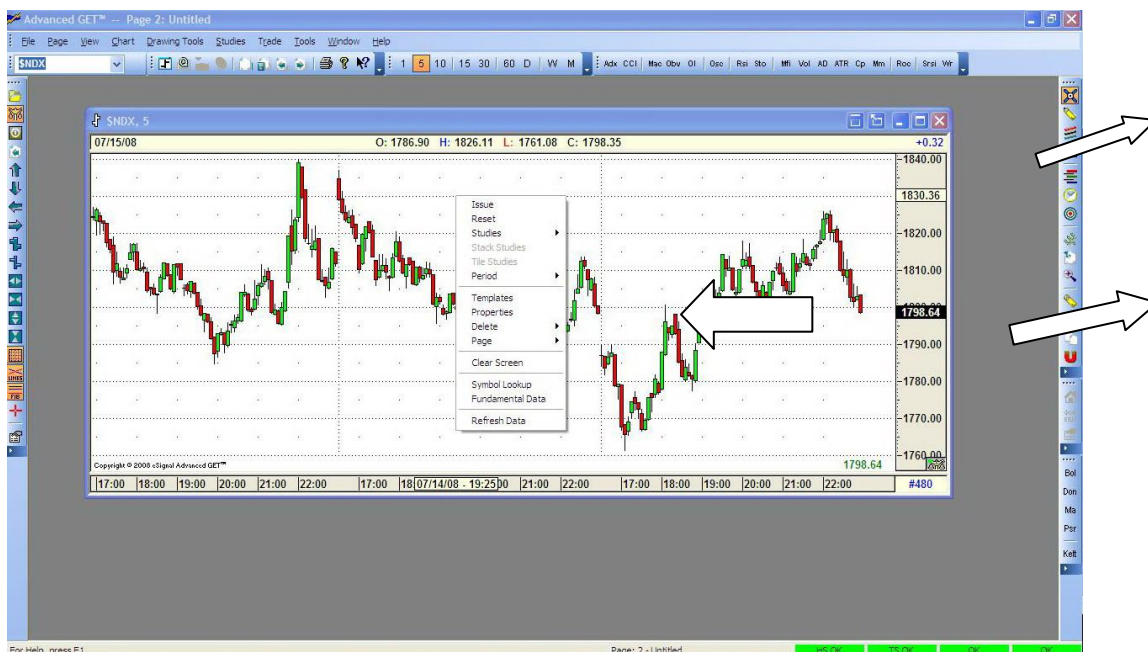 Advanced GET™ -- Page 2: Untitled
File Page View Chart Drawing Tools Studies Trade Tools Window Help
$NDX 1 5 10 15 30 60 D W M Adx CCI Mac Obv OI Osc Rsi Sto Mfi Vol AD ATR Cp Mm Roc Srsi Wr
$NDX, 5
07/15/08 O: 1786.90 H: 1826.11 L: 1761.08 C: 1798.35 +0.32
1840.00
1830.36
1820.00
1810.00
1798.64
1790.00
1780.00
1770.00
1760.00
Issue
Reset
Studies
Stack Studies
Tile Studies
Period
Templates
Properties
Delete
Page
Clear Screen
Symbol Lookup
Fundamental Data
Refresh Data
LINES
FIB
1798.64
Copyright © 2008 eSignal Advanced GET™
17:00 18:00 19:00 20:00 21:00 22:00 17:00 18 07/14/08 - 19:25 00 21:00 22:00 17:00 18:00 19:00 20:00 21:00 22:00 #480
Bol
Don
Ma
Psr
Kelt
For Help, press F1 Page: 2 - Untitled HS OK TS OK OK OK